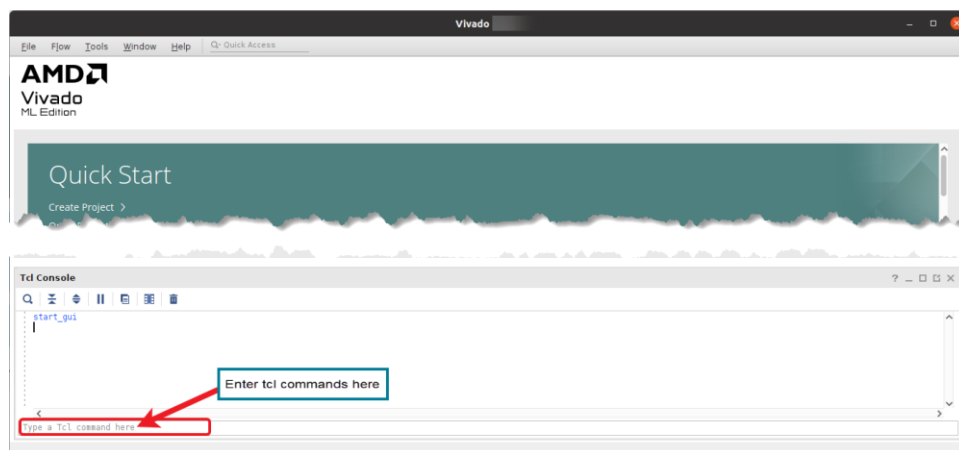 Vivado
File Flow Tools Window Help Quick Access
AMD
Vivado
ML Edition
Quick Start
Create Project >
Tcl Console
start_gui
Enter tcl commands here
Type a Tcl command here